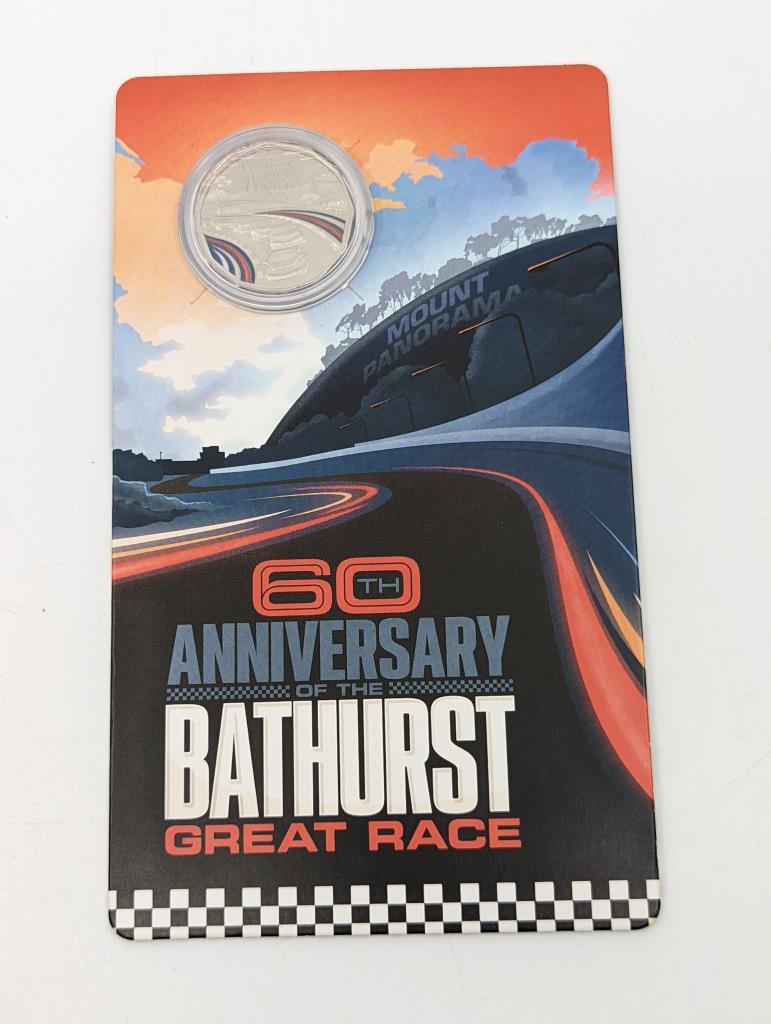 MOUNT
PANORAMA
60TH
ANNIVERSARY
OF THE
BATHURST
GREAT RACE